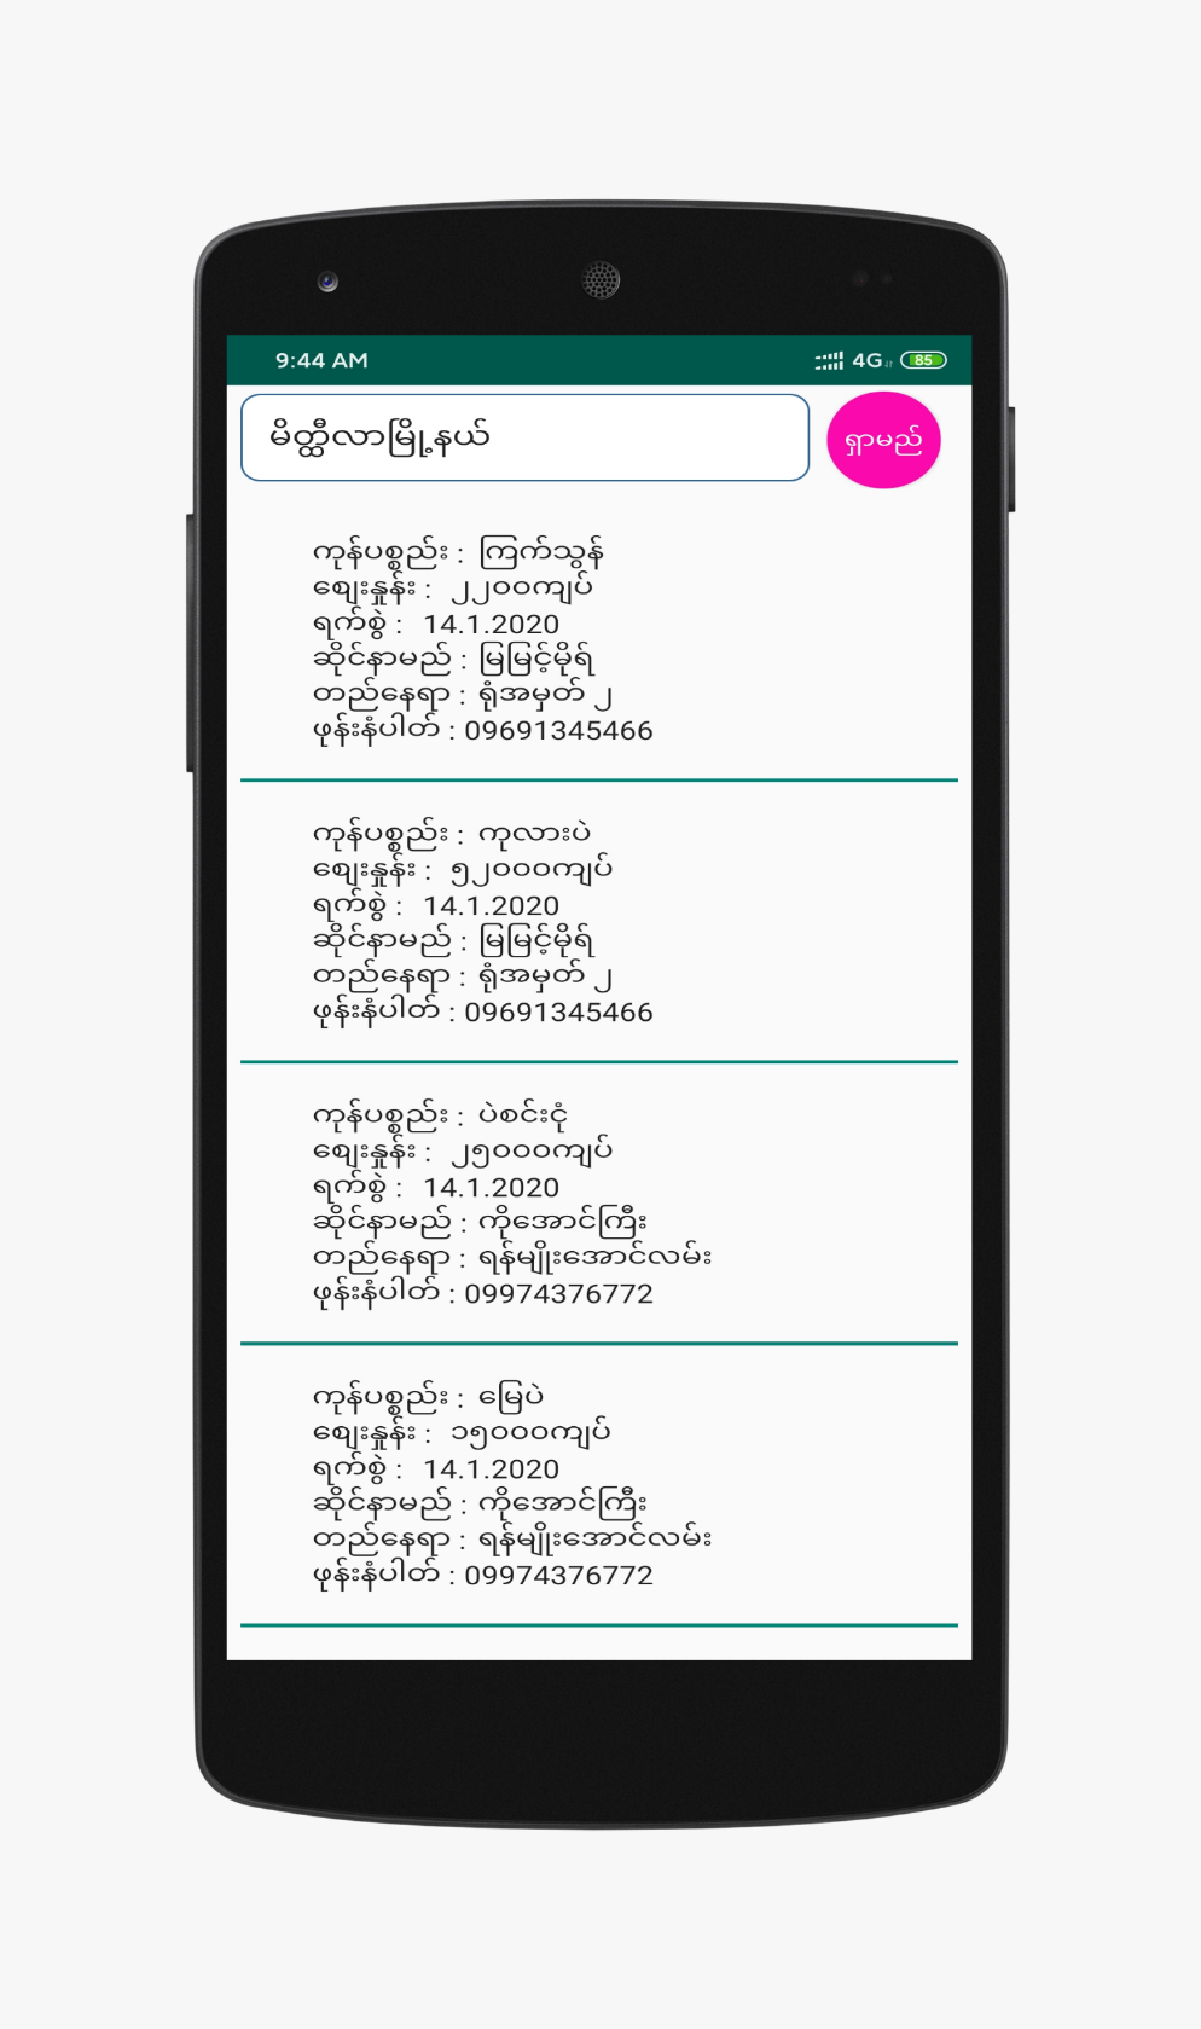 9:44 AM 4G 85
မိတ္ထီလာမြို့နယ်
ရှာမည်
ကုန်ပစ္စည်း : ကြက်သွန်
ဈေးနှုန်း : ၂၂၀၀ကျပ်
ရက်စွဲ : 14.1.2020
ဆိုင်နာမည် : မြမြင့်မိုရ်
တည်နေရာ : ရုံအမှတ် ၂
ဖုန်းနံပါတ် : 09691345466
ကုန်ပစ္စည်း : ကုလားပဲ
ဈေးနှုန်း : ၅၂၀၀၀ကျပ်
ရက်စွဲ : 14.1.2020
ဆိုင်နာမည် : မြမြင့်မိုရ်
တည်နေရာ : ရုံအမှတ် ၂
ဖုန်းနံပါတ် : 09691345466
ကုန်ပစ္စည်း : ပဲစင်းငုံ
ဈေးနှုန်း : ၂၅၀၀၀ကျပ်
ရက်စွဲ : 14.1.2020
ဆိုင်နာမည် : ကိုအောင်ကြီး
တည်နေရာ : ရန်မျိုးအောင်လမ်း
ဖုန်းနံပါတ် : 09974376772
ကုန်ပစ္စည်း : မြေပဲ
ဈေးနှုန်း : ၁၅၀၀၀ကျပ်
ရက်စွဲ : 14.1.2020
ဆိုင်နာမည် : ကိုအောင်ကြီး
တည်နေရာ : ရန်မျိုးအောင်လမ်း
ဖုန်းနံပါတ် : 09974376772